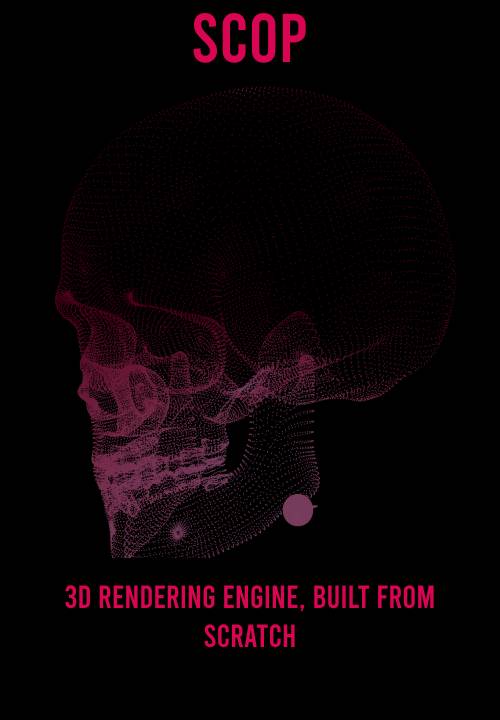 SCOP
3D RENDERING ENGINE, BUILT FROM
SCRATCH